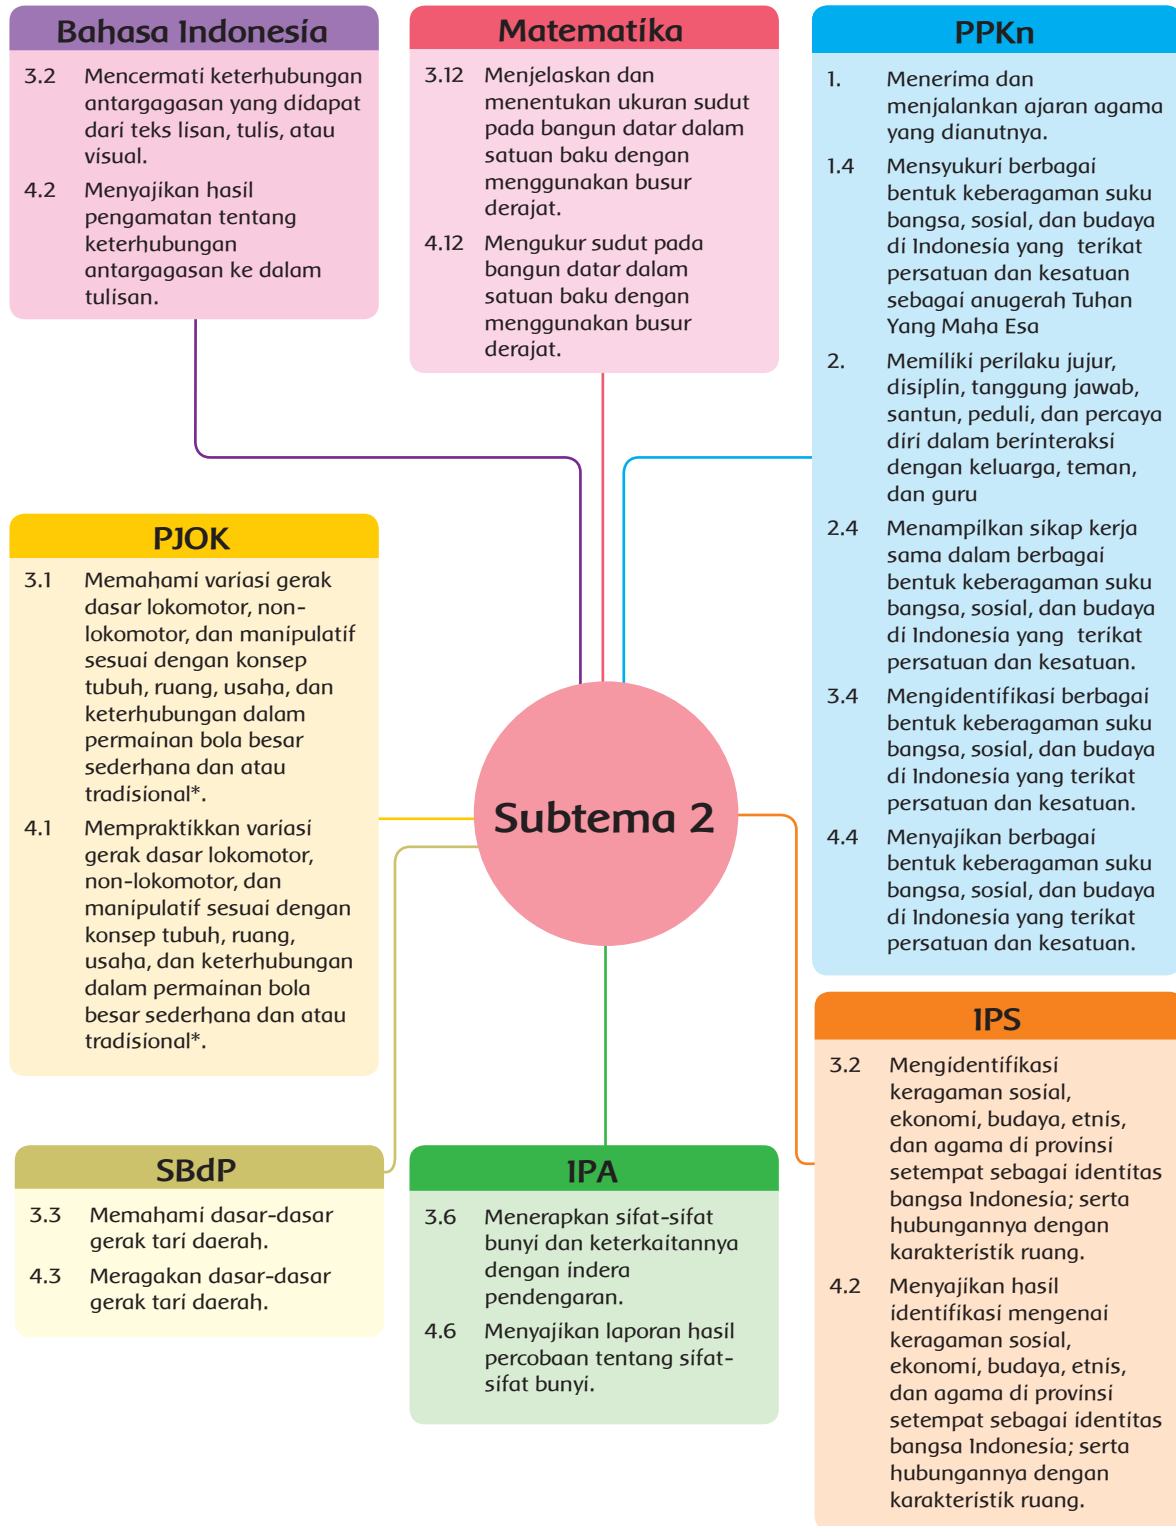 Bahasa Indonesia
3.2 Mencermati keterhubungan
antargagasan yang didapat
dari teks lisan, tulis, atau
visual.
4.2 Menyajikan hasil
pengamatan tentang
keterhubungan
antargagasan ke dalam
tulisan.
Matematika
3.12 Menjelaskan dan
menentukan ukuran sudut
pada bangun datar dalam
satuan baku dengan
menggunakan busur
derajat.
4.12 Mengukur sudut pada
bangun datar dalam
satuan baku dengan
menggunakan busur
derajat.
PPKn
1. Menerima dan
menjalankan ajaran agama
yang dianutnya.
1.4 Mensyukuri berbagai
bentuk keberagaman suku
bangsa, sosial, dan budaya
di Indonesia yang terikat
persatuan dan kesatuan
sebagai anugerah Tuhan
Yang Maha Esa
2. Memiliki perilaku jujur,
disiplin, tanggung jawab,
santun, peduli, dan percaya
diri dalam berinteraksi
dengan keluarga, teman,
dan guru
2.4 Menampilkan sikap kerja
sama dalam berbagai
bentuk keberagaman suku
bangsa, sosial, dan budaya
di Indonesia yang terikat
persatuan dan kesatuan.
3.4 Mengidentifikasi berbagai
bentuk keberagaman suku
bangsa, sosial, dan budaya
di Indonesia yang terikat
persatuan dan kesatuan.
4.4 Menyajikan berbagai
bentuk keberagaman suku
bangsa, sosial, dan budaya
di Indonesia yang terikat
persatuan dan kesatuan.
PJOK
3.1 Memahami variasi gerak
dasar lokomotor, non-
lokomotor, dan manipulatif
sesuai dengan konsep
tubuh, ruang, usaha, dan
keterhubungan dalam
permainan bola besar
sederhana dan atau
tradisional*.
4.1 Mempraktikkan variasi
gerak dasar lokomotor,
non-lokomotor, dan
manipulatif sesuai dengan
konsep tubuh, ruang,
usaha, dan keterhubungan
dalam permainan bola
besar sederhana dan atau
tradisional*.
Subtema 2
SBdP
3.3 Memahami dasar-dasar
gerak tari daerah.
4.3 Meragakan dasar-dasar
gerak tari daerah.
IPA
3.6 Menerapkan sifat-sifat
bunyi dan keterkaitannya
dengan indera
pendengaran.
4.6 Menyajikan laporan hasil
percobaan tentang sifat-
sifat bunyi.
IPS
3.2 Mengidentifikasi
keragaman sosial,
ekonomi, budaya, etnis,
dan agama di provinsi
setempat sebagai identitas
bangsa Indonesia; serta
hubungannya dengan
karakteristik ruang.
4.2 Menyajikan hasil
identifikasi mengenai
keragaman sosial,
ekonomi, budaya, etnis,
dan agama di provinsi
setempat sebagai identitas
bangsa Indonesia; serta
hubungannya dengan
karakteristik ruang.